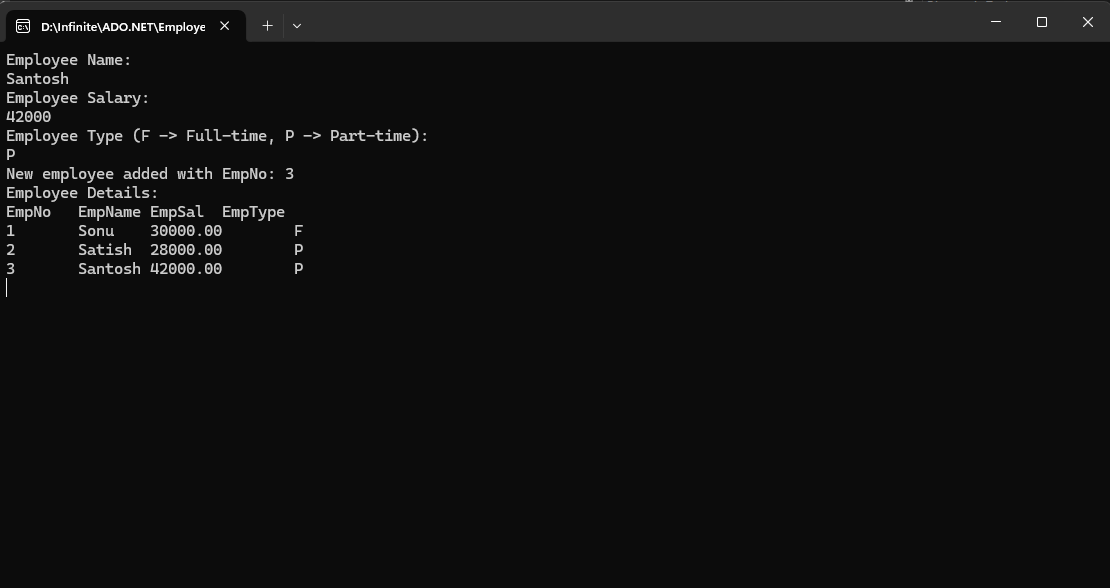 D:\Infinite\ADO.NET\Employe
Employee Name:
Santosh
Employee Salary:
42000
Employee Type (F -> Full-time, P -> Part-time):
P
New employee added with EmpNo: 3
Employee Details:
EmpNo   EmpName EmpSal  EmpType
1       Sonu    30000.00        F
2       Satish  28000.00        P
3       Santosh 42000.00        P